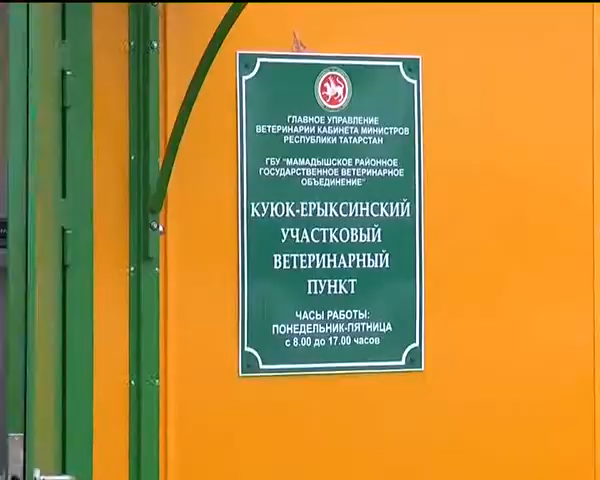 ГЛАВНОЕ УПРАВЛЕНИЕ
ВЕТЕРИНАРИИ КАБИНЕТА МИНИСТРОВ
РЕСПУБЛИКИ ТАТАРСТАН
ГБУ "МАМАДЫШСКОЕ РАЙОННОЕ
ГОСУДАРСТВЕННОЕ ВЕТЕРИНАРНОЕ
ОБЪЕДИНЕНИЕ"
КУЮК-ЕРЫКСИНСКИЙ
УЧАСТКОВЫЙ
ВЕТЕРИНАРНЫЙ
ПУНКТ
ЧАСЫ РАБОТЫ:
ПОНЕДЕЛЬНИК-ПЯТНИЦА
с 8.00 до 17.00 часов